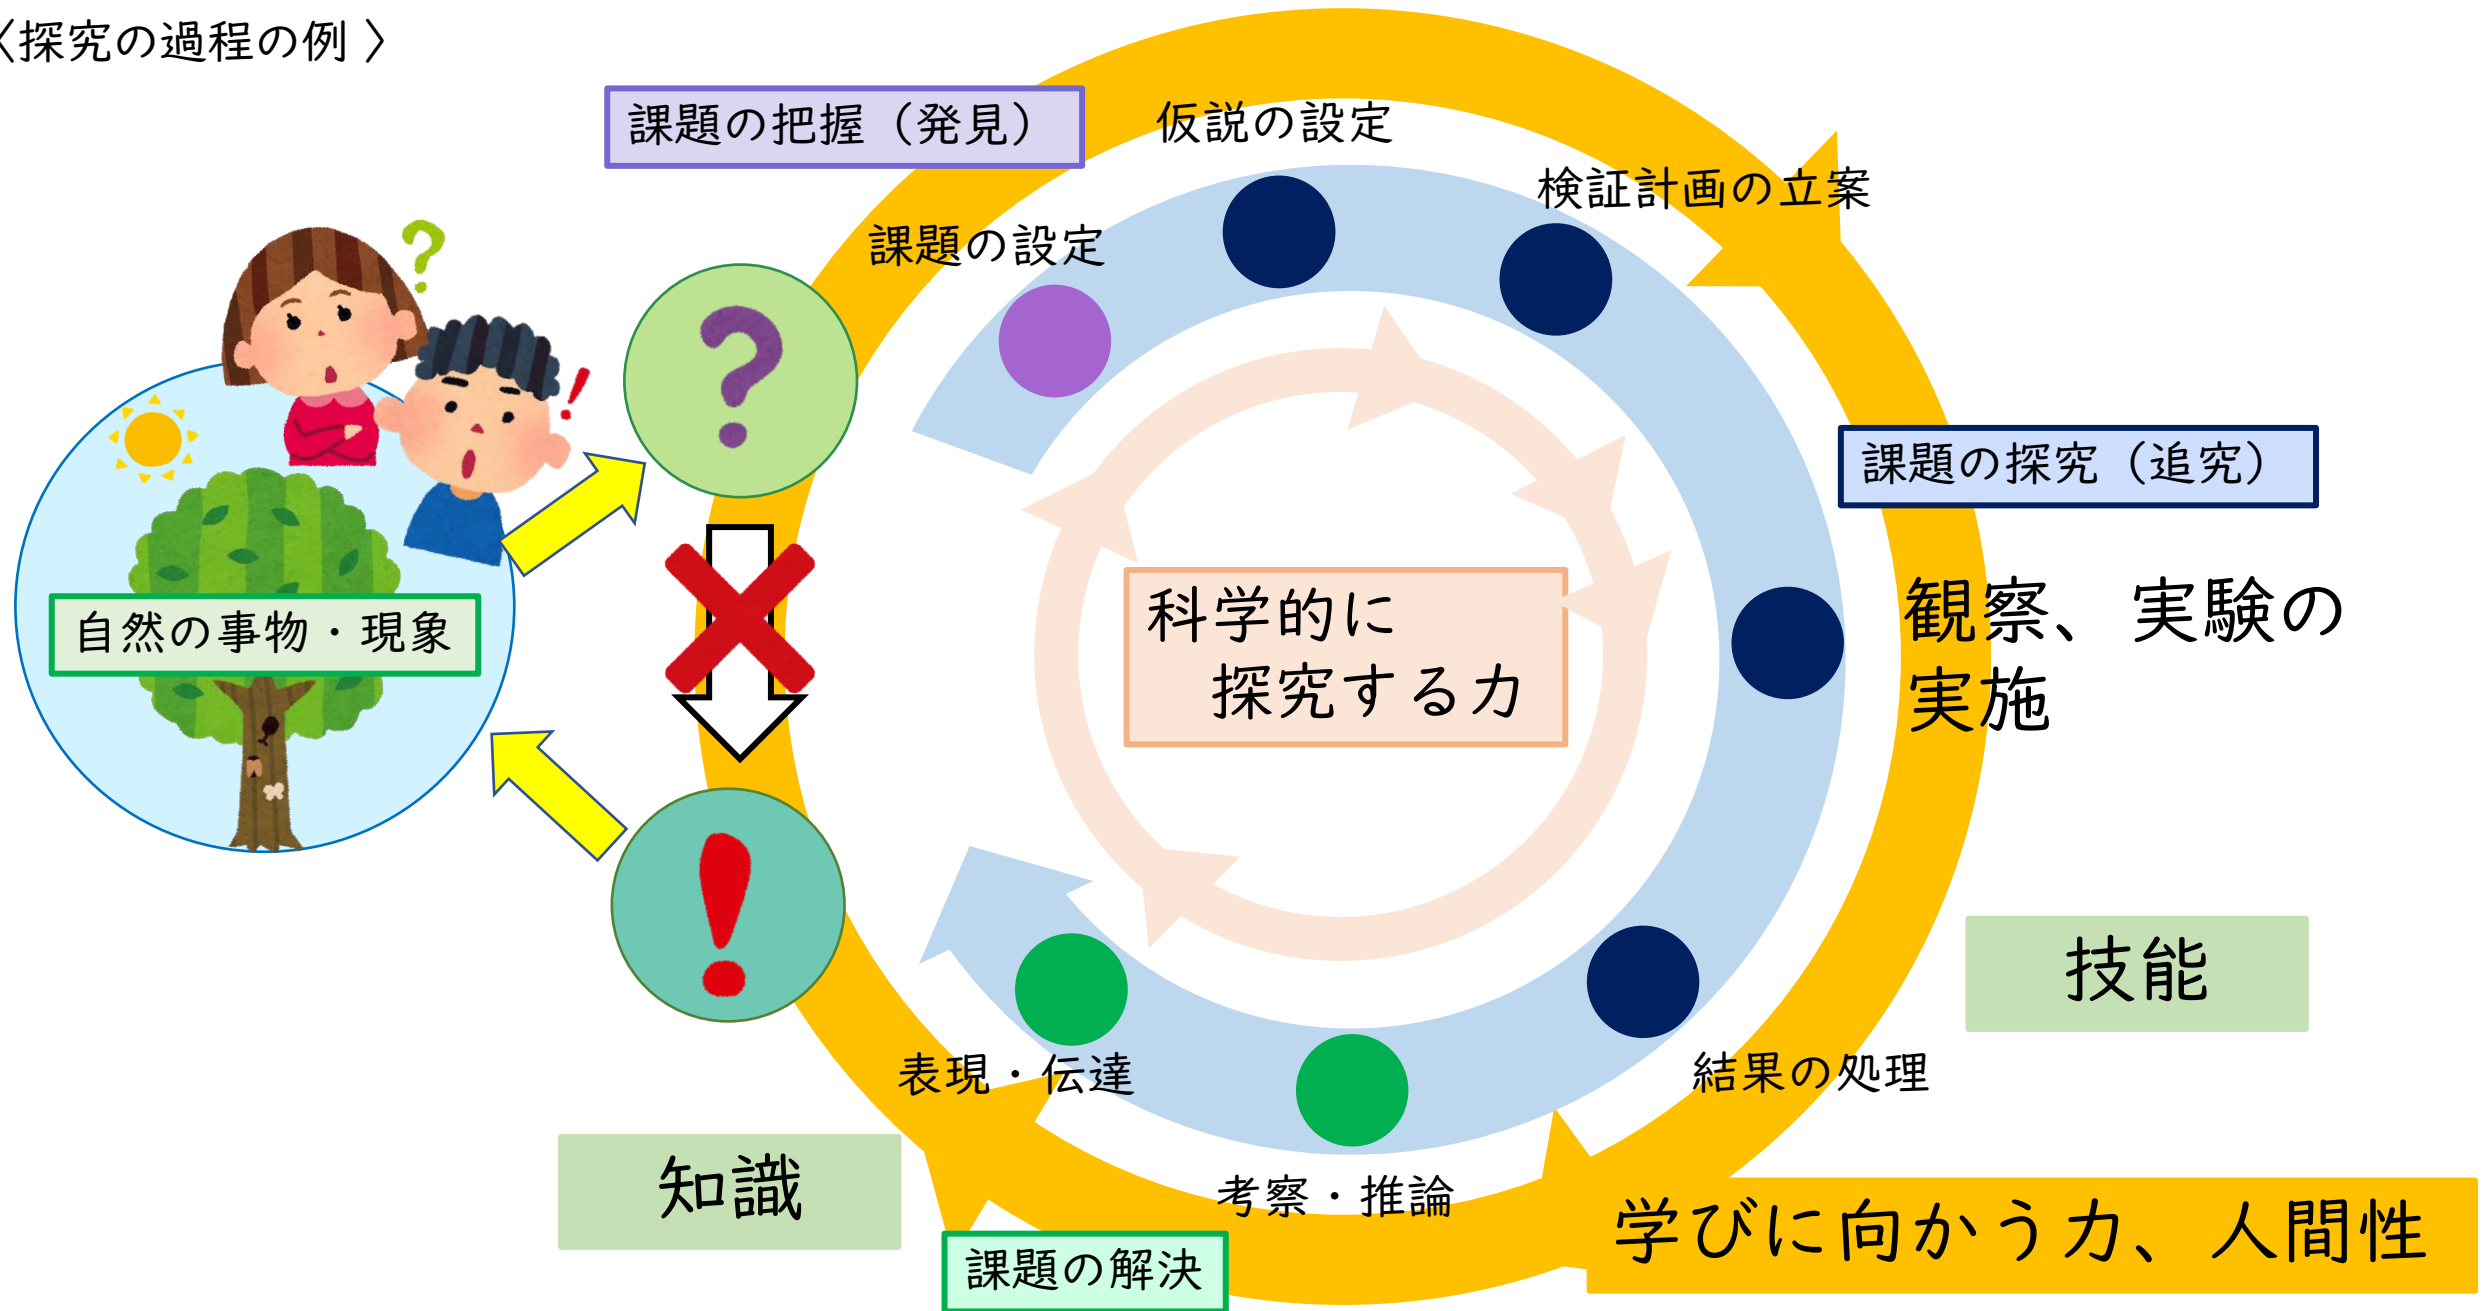 〈探究の過程の例 〉
課題の把握（発見）
仮説の設定
検証計画の立案
課題の設定
?
!
?
課題の探究（追究）
自然の事物・現象
科学的に
探究する力
観察、実験の
実施
!
技能
表現・伝達
結果の処理
知識
考察・推論
学びに向かう力、人間性
課題の解決